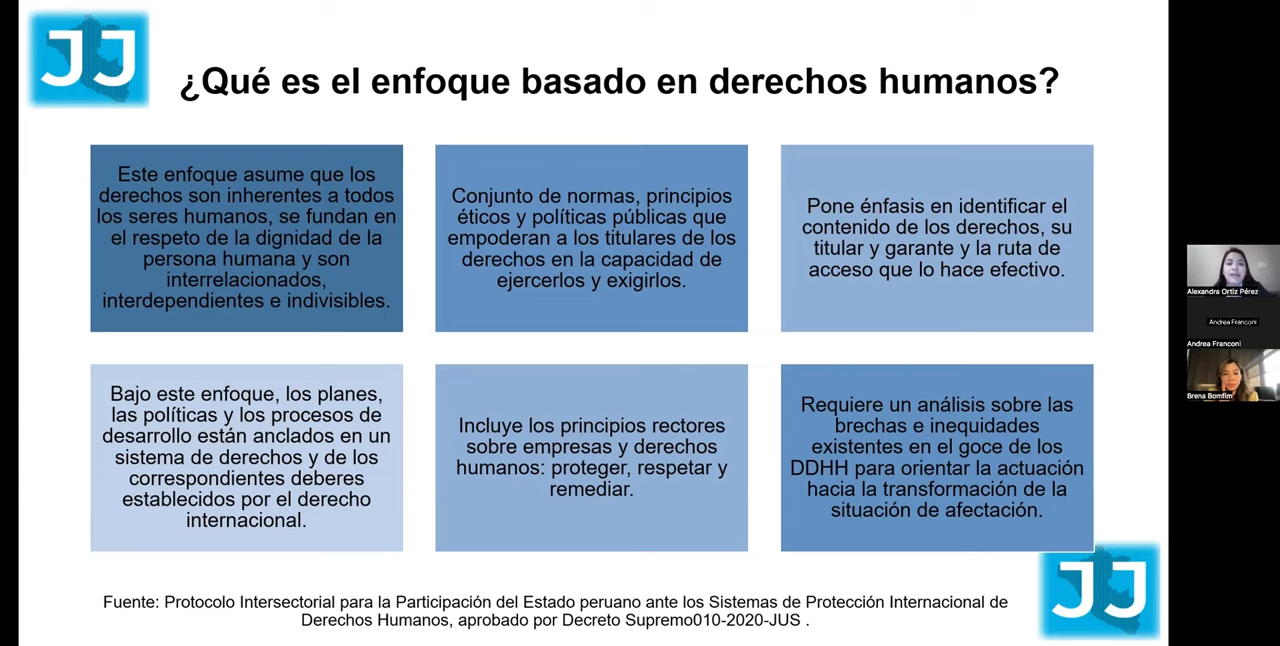 JJ
¿Qué es el enfoque basado en derechos humanos?
Este enfoque asume que los
derechos son inherentes a todos
los seres humanos, se fundan en
el respeto de la dignidad de la
persona humana y son
interrelacionados,
interdependientes e indivisibles.
Conjunto de normas, principios
éticos y políticas públicas que
empoderan a los titulares de los
derechos en la capacidad de
ejercerlos y exigirlos.
Pone énfasis en identificar el
contenido de los derechos, su
titular y garante y la ruta de
acceso que lo hace efectivo.
Bajo este enfoque, los planes,
las políticas y los procesos de
desarrollo están anclados en un
sistema de derechos y de los
correspondientes deberes
establecidos por el derecho
internacional.
Incluye los principios rectores
sobre empresas y derechos
humanos: proteger, respetar y
remediar.
Requiere un análisis sobre las
brechas e inequidades
existentes en el goce de los
DDHH para orientar la actuación
hacia la transformación de la
situación de afectación.
Fuente: Protocolo Intersectorial para la Participación del Estado peruano ante los Sistemas de Protección Internacional de
Derechos Humanos, aprobado por Decreto Supremo010-2020-JUS .
JJ
Alexandra Ortiz Pérez
Andrea Franconi
Andrea Franconi
Brena Bomfim